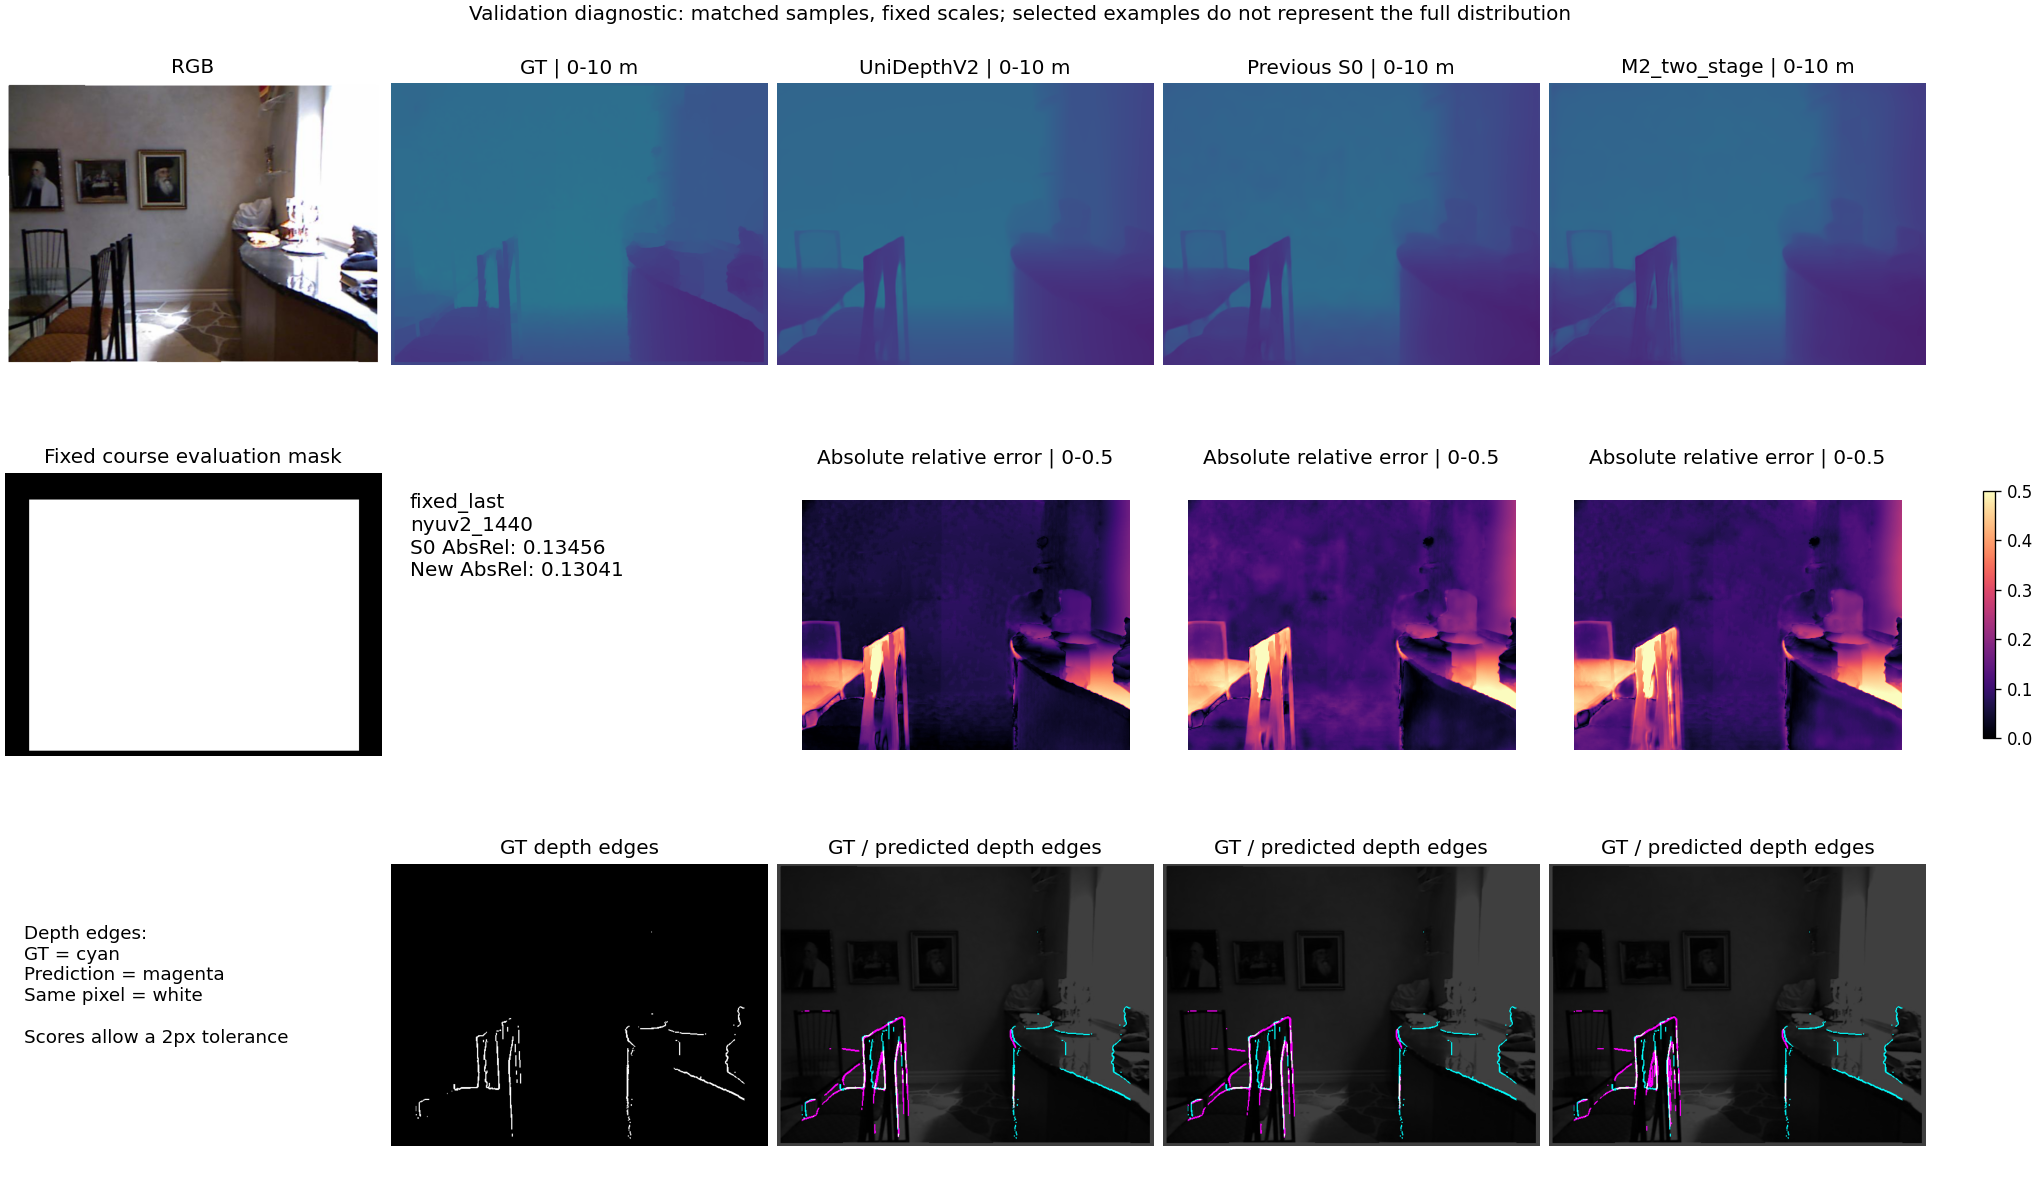 Validation diagnostic: matched samples, fixed scales; selected examples do not represent the full distribution
RGB
GT | 0-10 m
UniDepthV2 | 0-10 m
Previous S0 | 0-10 m
M2_two_stage | 0-10 m
Fixed course evaluation mask
fixed_last
nyuv2_1440
S0 AbsRel: 0.13456
New AbsRel: 0.13041
Absolute relative error | 0-0.5
Absolute relative error | 0-0.5
Absolute relative error | 0-0.5
0.5
0.4
0.3
0.2
0.1
0.0
Depth edges:
GT = cyan
Prediction = magenta
Same pixel = white
Scores allow a 2px tolerance
GT depth edges
GT / predicted depth edges
GT / predicted depth edges
GT / predicted depth edges